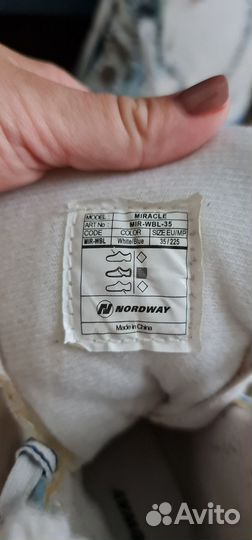 MODEL MIRACLE
ART No MIR-WBL-35
CODE COLOR SIZE EU/MP
MIR-WBL White/Blue 35/225
NORDWAY
Made in China
Avito